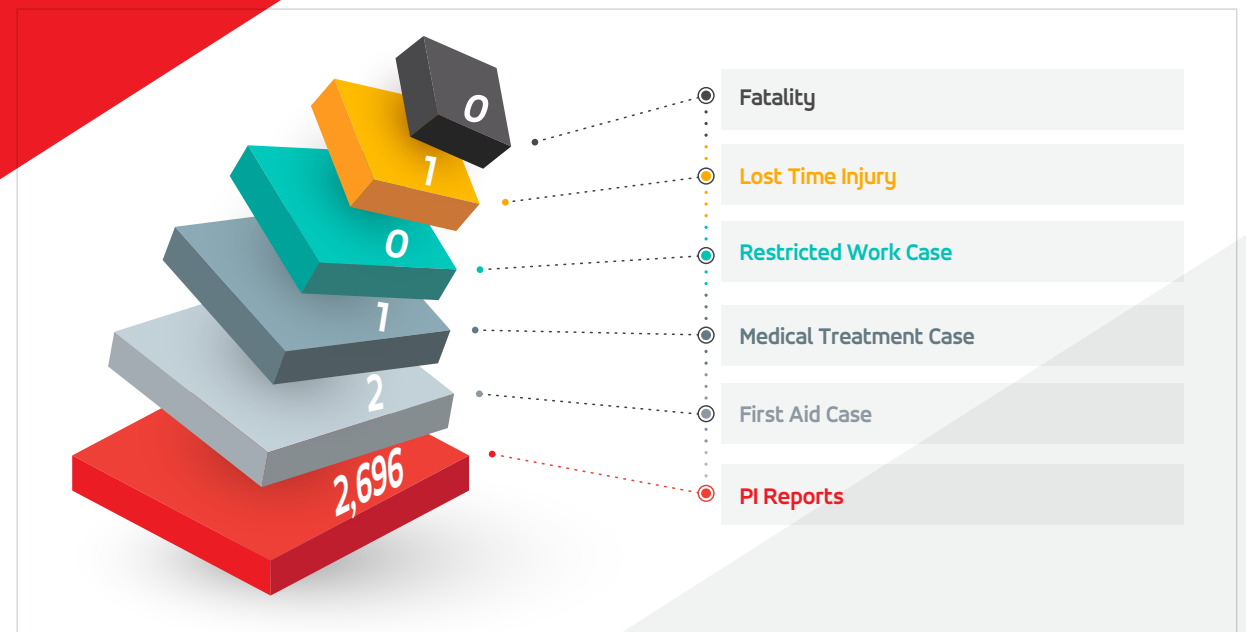 0
Fatality
1
Lost Time Injury
0
Restricted Work Case
1
Medical Treatment Case
2
First Aid Case
2,696
PI Reports